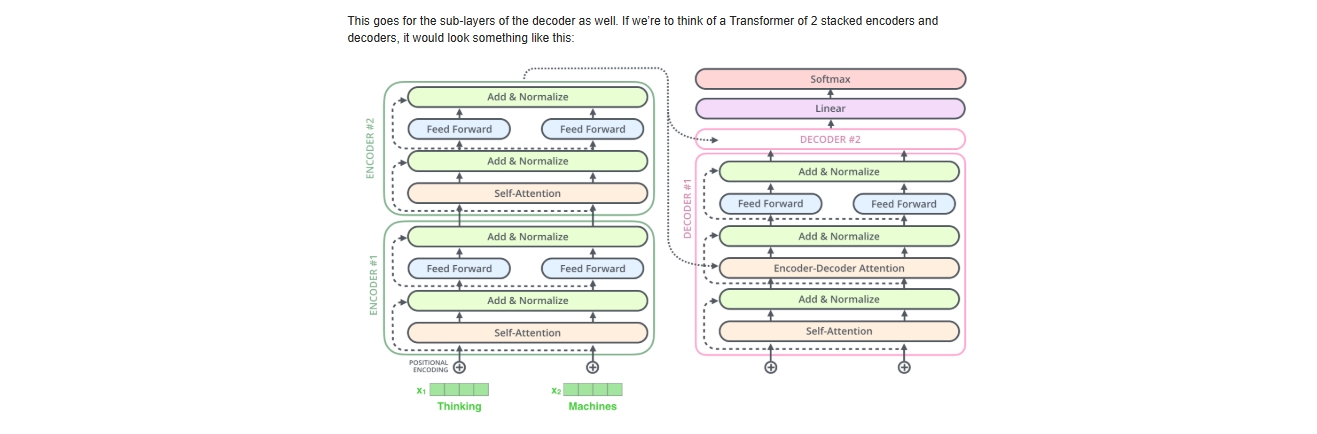 This goes for the sub-layers of the decoder as well. If we're to think of a Transformer of 2 stacked encoders and
decoders, it would look something like this:
ENCODER #2
Add & Normalize
Feed Forward
Feed Forward
Add & Normalize
Self-Attention
ENCODER #1
Add & Normalize
Feed Forward
Feed Forward
Add & Normalize
Self-Attention
POSITIONAL
ENCODING
x1
x2
Thinking
Machines
Softmax
Linear
DECODER #2
DECODER #1
Add & Normalize
Feed Forward
Feed Forward
Add & Normalize
Encoder-Decoder Attention
Add & Normalize
Self-Attention